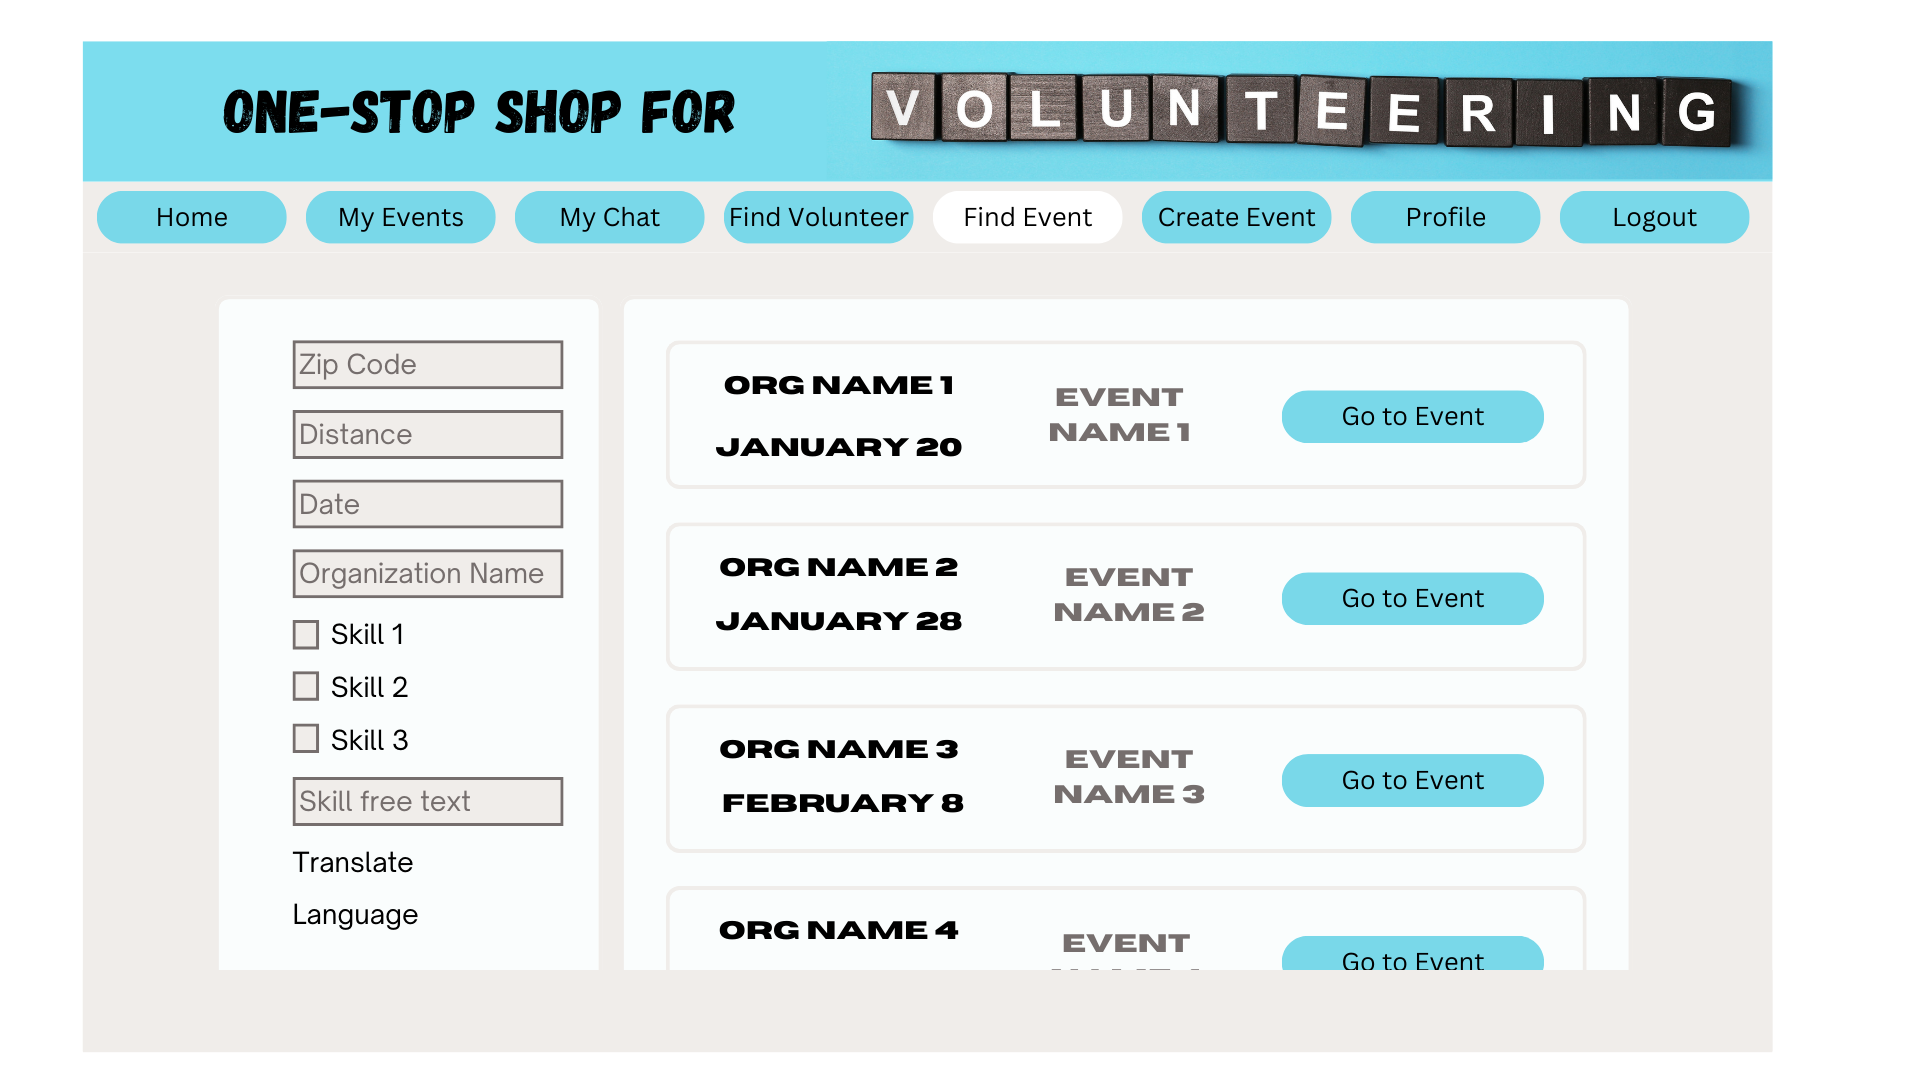 ONE-STOP SHOP FOR VOLUNTEERING
Home My Events My Chat Find Volunteer Find Event Create Event Profile Logout
Zip Code
Distance
Date
Organization Name
Skill 1
Skill 2
Skill 3
Skill free text
Translate
Language
ORG NAME 1
JANUARY 20
EVENT
NAME 1
Go to Event
ORG NAME 2
JANUARY 28
EVENT
NAME 2
Go to Event
ORG NAME 3
FEBRUARY 8
EVENT
NAME 3
Go to Event
ORG NAME 4
EVENT
Go to Event